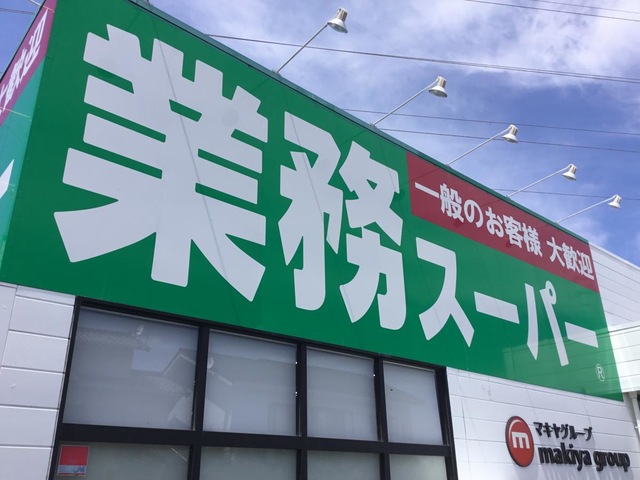 一般のお客様 大歓迎
業務スーパー
®
マキヤグループ
m makiya group